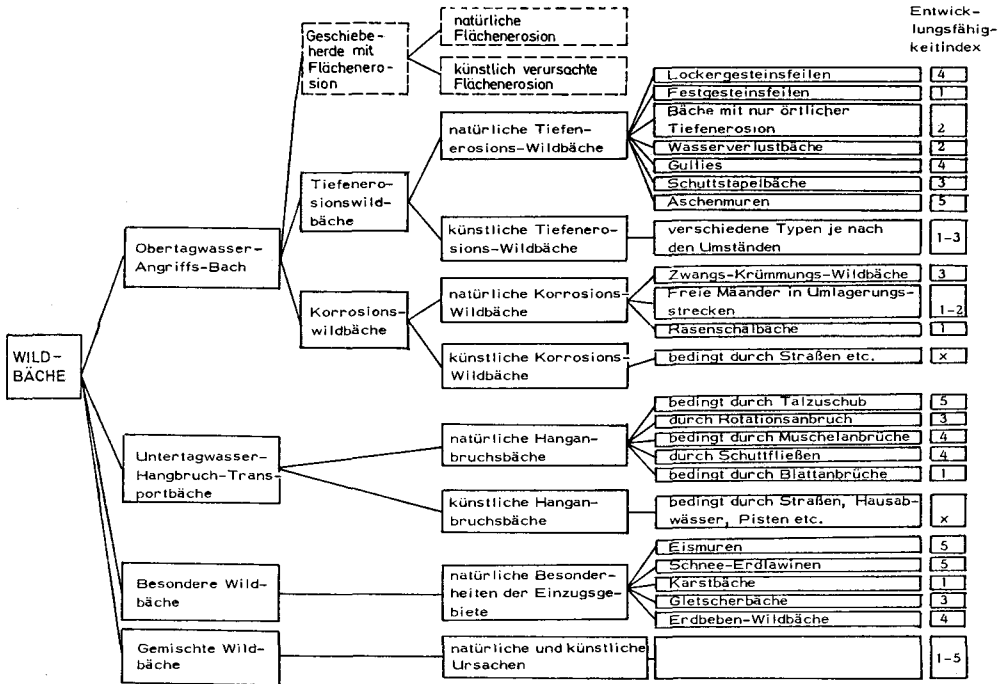 Entwick-
lungsfähig-
keitindex
WILD-
BÄCHE
Obertagwasser-
Angriffs-Bach
Geschiebe-
herde mit
Flächenero-
sion
natürliche
Flächenerosion
künstlich verursachte
Flächenerosion
Tiefenero-
sionswild-
bäche
natürliche Tiefen-
erosions-Wildbäche
Lockergesteinsfeilen 4
Festgesteinsfeilen 1
Bäche mit nur örtlicher
Tiefenerosion 2
Wasserverlustbäche 2
Gullies 4
Schuttstapelbäche 3
Aschenmuren 5
künstliche Tiefenero-
sions-Wildbäche
verschiedene Typen je nach
den Umständen 1-3
Korrosions-
wildbäche
natürliche Korrosions-
Wildbäche
Zwangs-Krümmungs-Wildbäche 3
Freie Mäander in Umlagerungs-
strecken 1-2
Rasenschälbäche 1
künstliche Korrosions-
Wildbäche
bedingt durch Straßen etc. x
Untertagwasser-
Hangbruch-Trans-
portbäche
natürliche Hangan-
bruchsbäche
bedingt durch Talzuschub 5
durch Rotationsanbruch 3
bedingt durch Muschelanbrüche 4
durch Schuttfließen 4
bedingt durch Blattanbrüche 1
künstliche Hangan-
bruchsbäche
bedingt durch Straßen, Hausab-
wässer, Pisten etc. x
Besondere Wild-
bäche
natürliche Besonder-
heiten der Einzugsge-
biete
Eismuren 5
Schnee-Erdlawinen 5
Karstbäche 1
Gletscherbäche 3
Erdbeben-Wildbäche 4
Gemischte Wild-
bäche
natürliche und künstliche
Ursachen
1-5